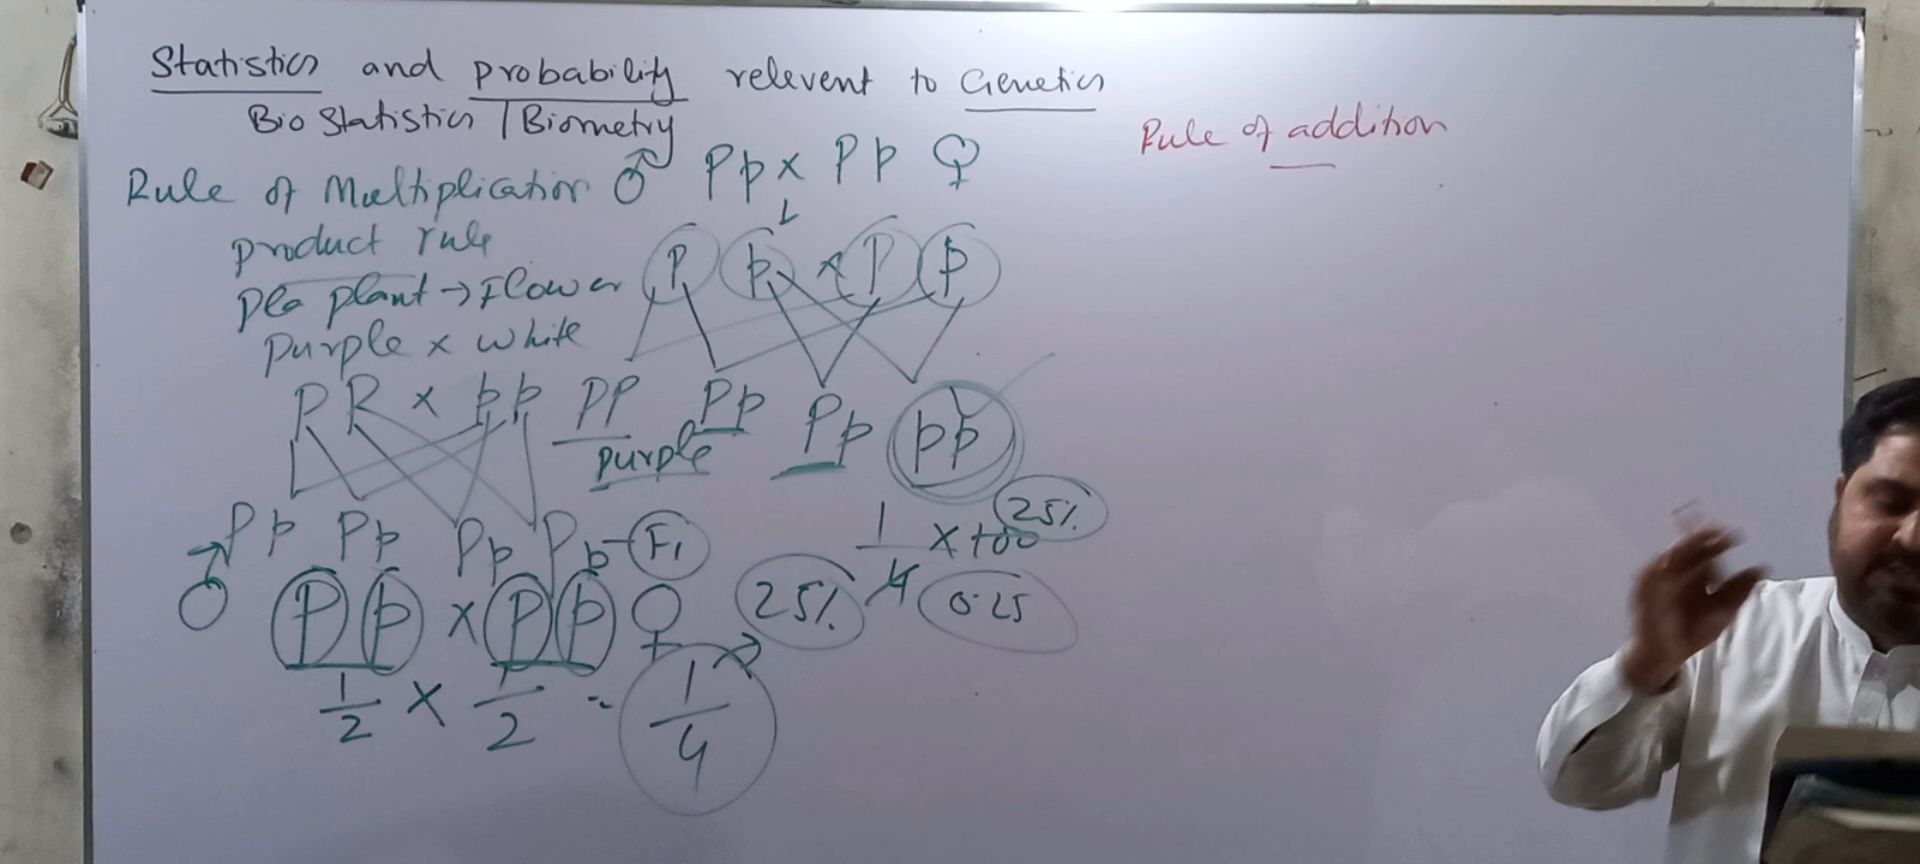 Statistics and probability relevent to Genetics
Bio Statistics / Biometry
Rule of Multiplication ♂ Pp x Pp ♀
product rule
Pea plant → Flower P p x P p
purple x white
PP x pp PP Pp Pp pp
purple
Pp Pp Pp Pp - F1
1/4 x 100 25%
♂ Pp x Pp ♀ 25% 0.25
1/2 x 1/2 = 1/4
Rule of addition